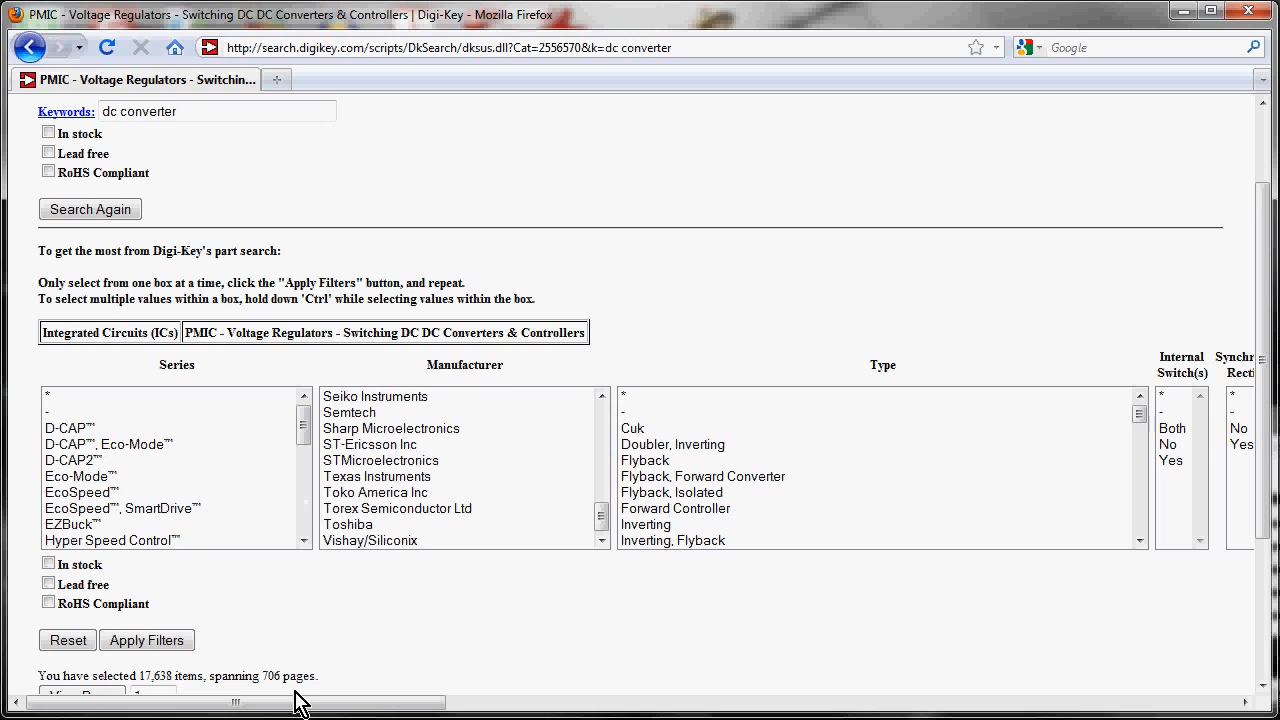 PMIC - Voltage Regulators - Switching DC DC Converters & Controllers | Digi-Key - Mozilla Firefox
http://search.digikey.com/scripts/DkSearch/dksus.dll?Cat=2556570&k=dc converter
Google
PMIC - Voltage Regulators - Switchin...
Keywords: dc converter
In stock
Lead free
RoHS Compliant
Search Again
To get the most from Digi-Key's part search:
Only select from one box at a time, click the "Apply Filters" button, and repeat.
To select multiple values within a box, hold down 'Ctrl' while selecting values within the box.
Integrated Circuits (ICs) PMIC - Voltage Regulators - Switching DC DC Converters & Controllers
Series
*
-
D-CAP™
D-CAP™, Eco-Mode™
D-CAP2™
Eco-Mode™
EcoSpeed™
EcoSpeed™, SmartDrive™
EZBuck™
Hyper Speed Control™
Manufacturer
Seiko Instruments
Semtech
Sharp Microelectronics
ST-Ericsson Inc
STMicroelectronics
Texas Instruments
Toko America Inc
Torex Semiconductor Ltd
Toshiba
Vishay/Siliconix
Type
*
-
Cuk
Doubler, Inverting
Flyback
Flyback, Forward Converter
Flyback, Isolated
Forward Controller
Inverting
Inverting, Flyback
Internal
Switch(s)
*
-
Both
No
Yes
Synchr
Recti
*
-
No
Yes
In stock
Lead free
RoHS Compliant
Reset Apply Filters
You have selected 17,638 items, spanning 706 pages.